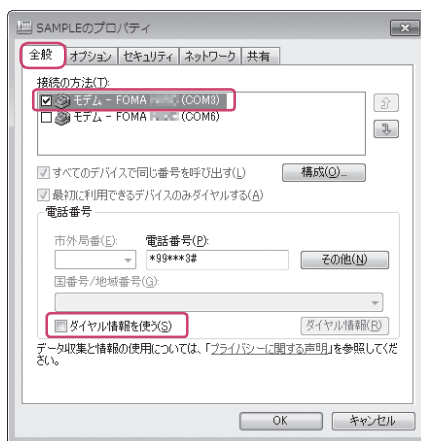 SAMPLEのプロパティ
全般 オプション セキュリティ ネットワーク 共有
接続の方法(T):
モデム - FOMA (COM3)
モデム - FOMA (COM6)
すべてのデバイスで同じ番号を呼び出す(L) 構成(O)...
最初に利用できるデバイスのみダイヤルする(A)
電話番号
市外局番(E): 電話番号(P):
*99***3# その他(N)
国番号/地域番号(G):
ダイヤル情報を使う(S) ダイヤル情報(R)
データ収集と情報の使用については、「プライバシーに関する声明」を参照してくだ
さい。
OK キャンセル